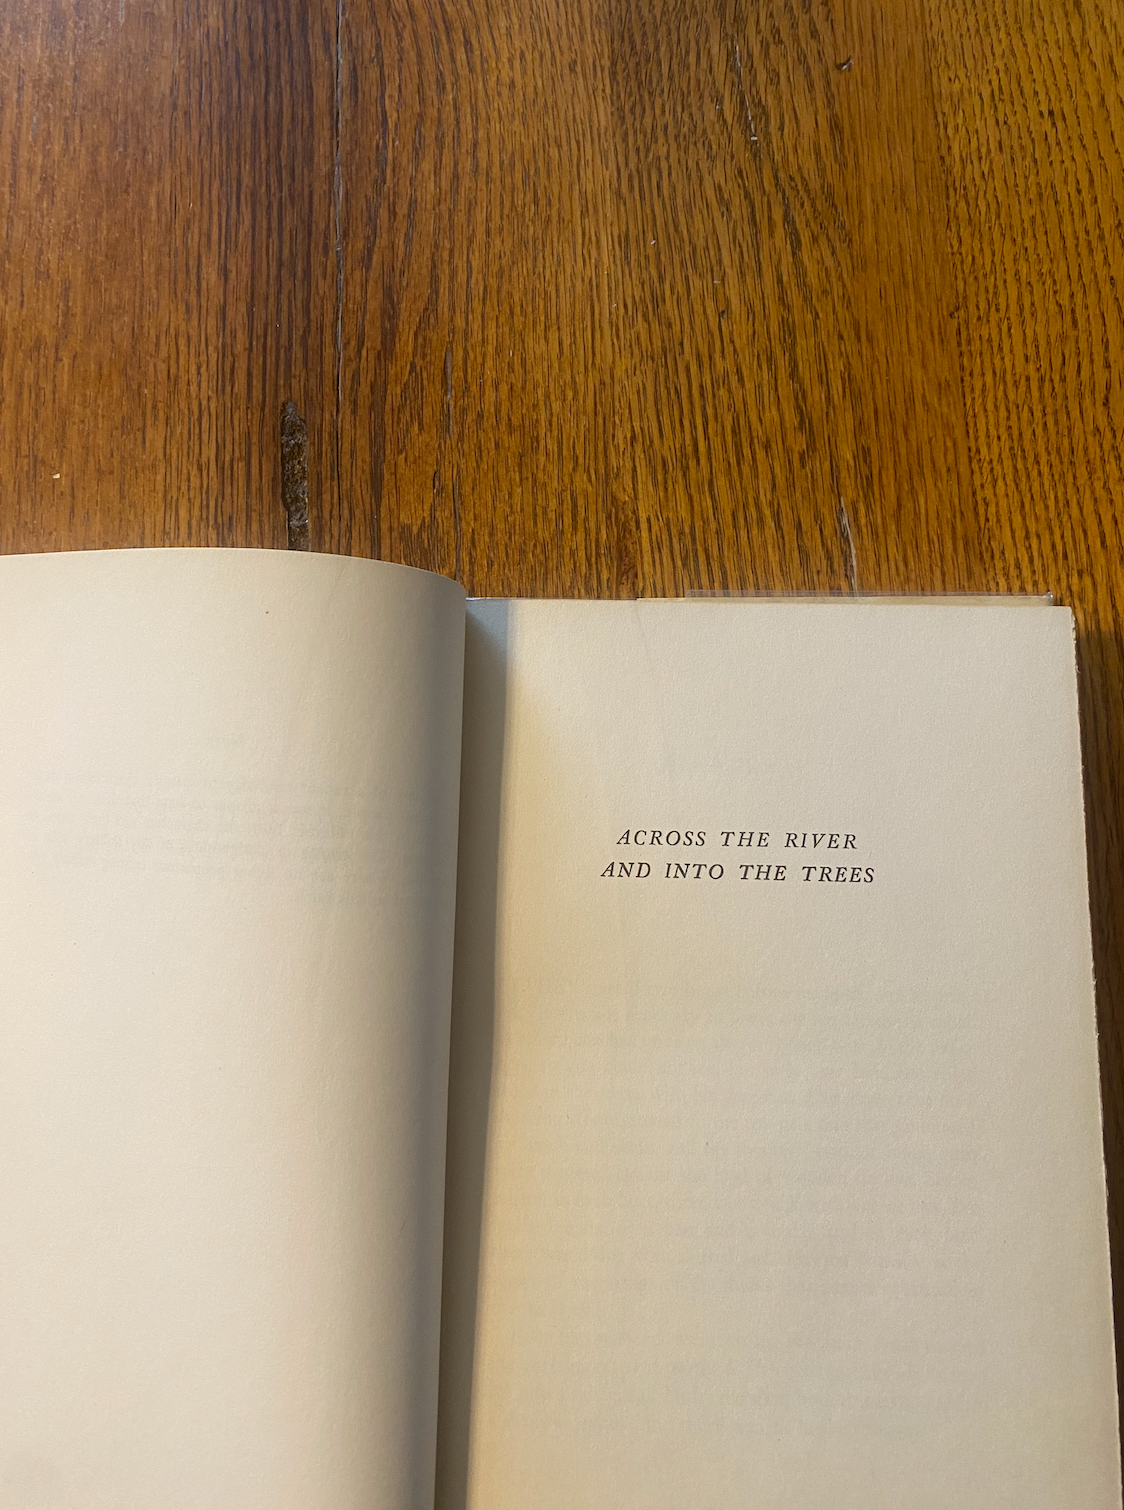 ACROSS THE RIVER
AND INTO THE TREES